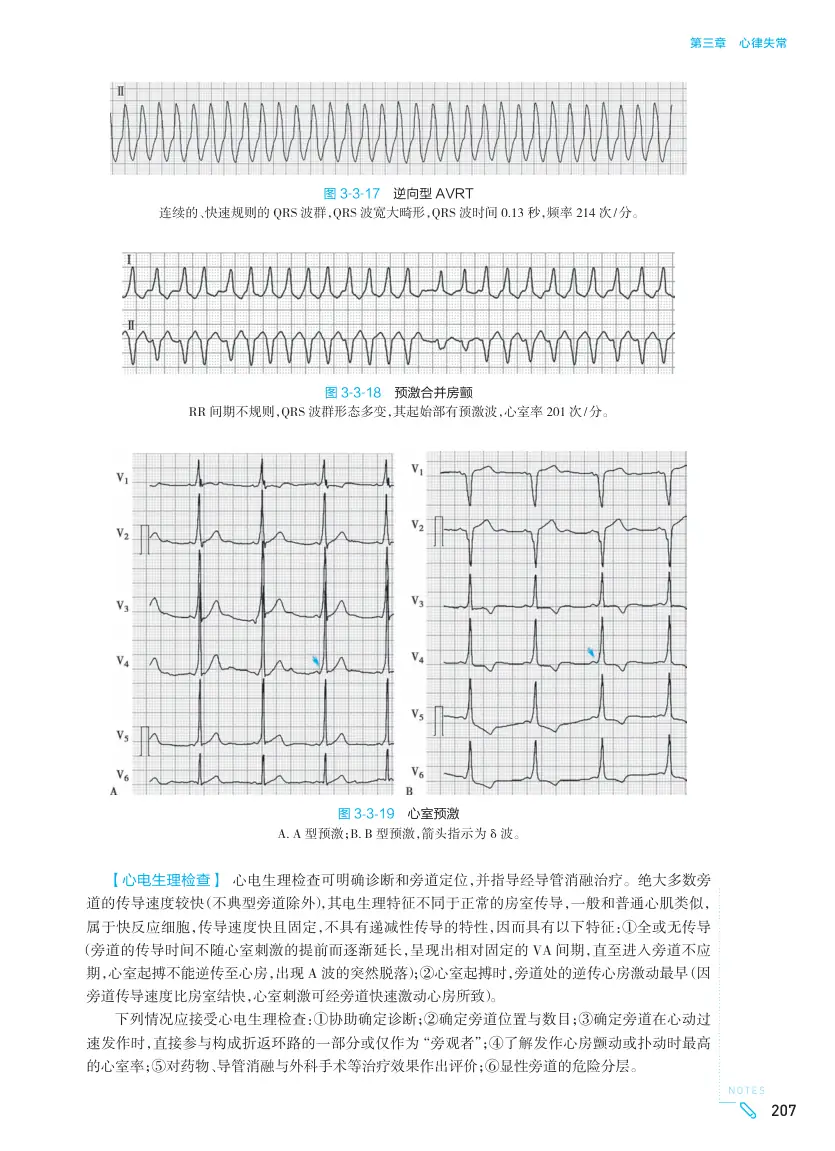 第三章 心律失常
II
图 3-3-17 逆向型 AVRT
连续的、快速规则的 QRS 波群,QRS 波宽大畸形,QRS 波时间 0.13 秒,频率 214 次/分。
I
II
图 3-3-18 预激合并房颤
RR 间期不规则,QRS 波群形态多变,其起始部有预激波,心室率 201 次/分。
V1
V2
V3
V4
V5
V6
A
V1
V2
V3
V4
V5
V6
B
图 3-3-19 心室预激
A. A 型预激;B. B 型预激,箭头指示为 δ 波。
【心电生理检查】 心电生理检查可明确诊断和旁道定位,并指导经导管消融治疗。绝大多数旁
道的传导速度较快(不典型旁道除外),其电生理特征不同于正常的房室传导,一般和普通心肌类似,
属于快反应细胞,传导速度快且固定,不具有递减性传导的特性,因而具有以下特征:①全或无传导
(旁道的传导时间不随心室刺激的提前而逐渐延长,呈现出相对固定的 VA 间期,直至进入旁道不应
期,心室起搏不能逆传至心房,出现 A 波的突然脱落);②心室起搏时,旁道处的逆传心房激动最早(因
旁道传导速度比房室结快,心室刺激可经旁道快速激动心房所致)。
下列情况应接受心电生理检查:①协助确定诊断;②确定旁道位置与数目;③确定旁道在心动过
速发作时,直接参与构成折返环路的一部分或仅作为“旁观者”;④了解发作心房颤动或扑动时最高
的心室率;⑤对药物、导管消融与外科手术等治疗效果作出评价;⑥显性旁道的危险分层。
NOTES
207